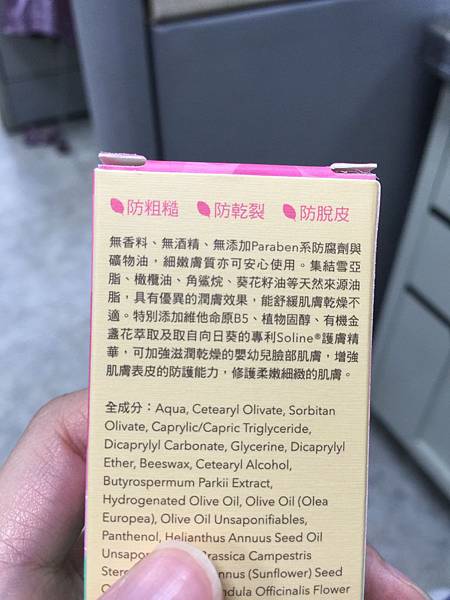 防粗糙 防乾裂 防脫皮
無香料、無酒精、無添加Paraben系防腐劑與
礦物油，細嫩膚質亦可安心使用。集結雪亞
脂、橄欖油、角鯊烷、葵花籽油等天然來源油
脂，具有優異的潤膚效果，能舒緩肌膚乾燥不
適。特別添加維他命原B5、植物固醇、有機金
盞花萃取及取自向日葵的專利Soline®護膚精
華，可加強滋潤乾燥的嬰幼兒臉部肌膚，增強
肌膚表皮的防護能力，修護柔嫩細緻的肌膚。
全成分：Aqua, Cetearyl Olivate, Sorbitan
Olivate, Caprylic/Capric Triglyceride,
Dicaprylyl Carbonate, Glycerine, Dicaprylyl
Ether, Beeswax, Cetearyl Alcohol,
Butyrospermum Parkii Extract,
Hydrogenated Olive Oil, Olive Oil (Olea
Europea), Olive Oil Unsaponifiables,
Panthenol, Helianthus Annuus Seed Oil
Unsapon Brassica Campestris
Ster nnus (Sunflower) Seed
O ndula Officinalis Flower